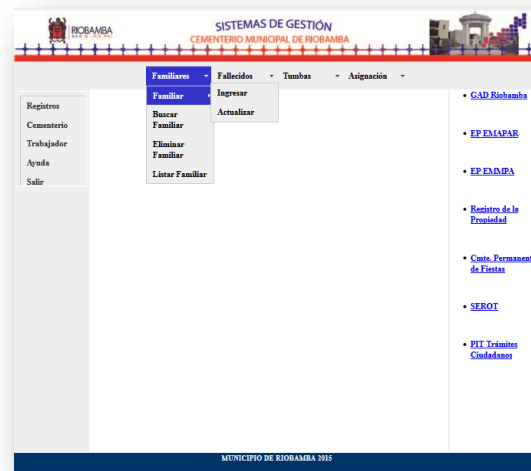 RIOBAMBA
SISTEMAS DE GESTIÓN
CEMENTERIO MUNICIPAL DE RIOBAMBA
Familiares
Fallecidos
Tumbas
Asignación
Familiar
Ingresar
Actualizar
Buscar
Familiar
Eliminar
Familiar
Listar Familiar
Registros
Cementerio
Trabajador
Ayuda
Salir
• GAD Riobamba
• EP EMAPAR
• EP EMMPA
• Registro de la
Propiedad
• Cmte. Permanent
de Fiestas
• SEROT
• PIT Trámites
Ciudadanos
MUNICIPIO DE RIOBAMBA 2015